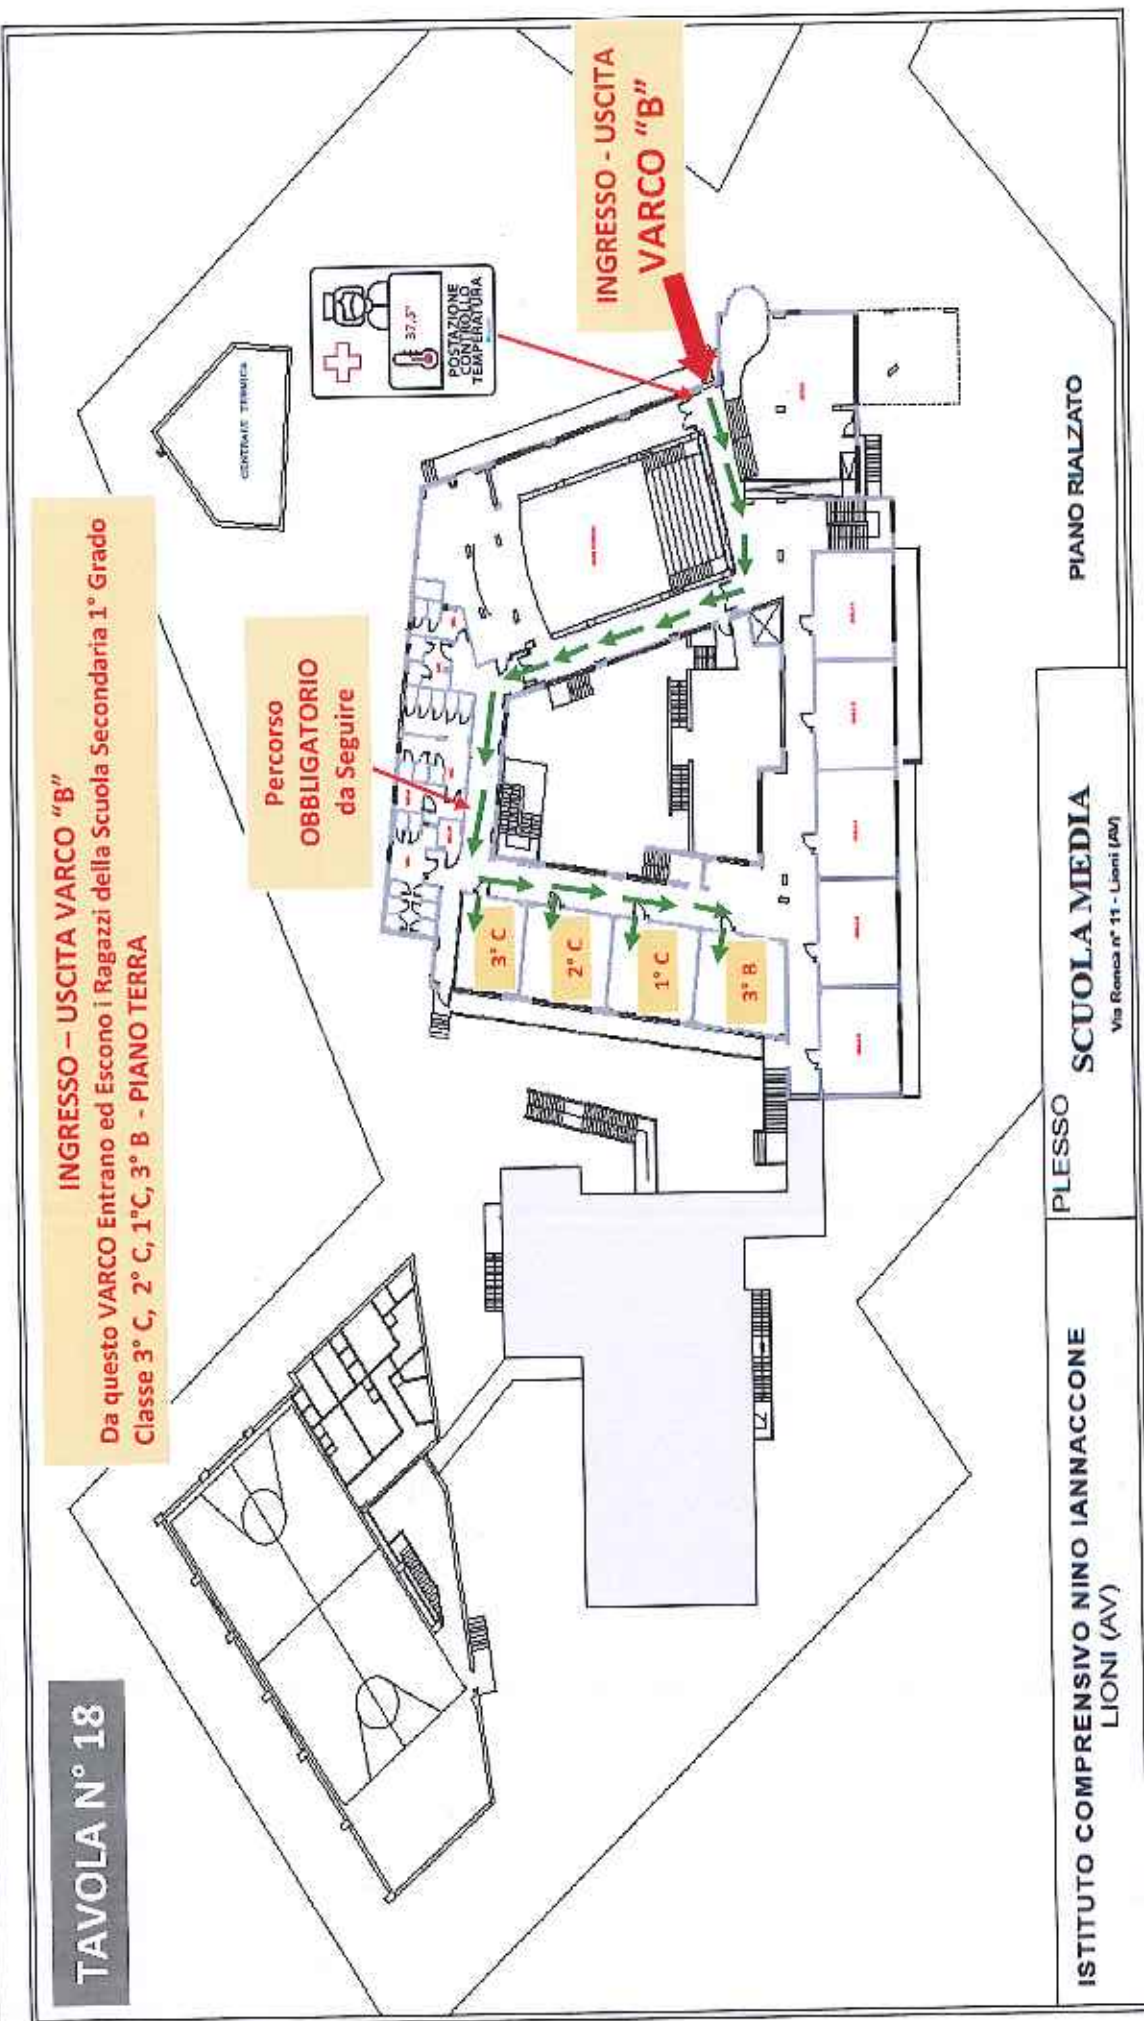 TAVOLA N° 18
INGRESSO – USCITA VARCO "B"
Da questo VARCO Entrano ed Escono i Ragazzi della Scuola Secondaria 1° Grado
Classe 3° C, 2° C, 1°C, 3° B - PIANO TERRA
CENTRALE TERMICA
Percorso
OBBLIGATORIO
da Seguire
37,5°
POSTAZIONE
CONTROLLO
TEMPERATURA
INGRESSO - USCITA
VARCO "B"
3° C
2° C
1° C
3° B
ISTITUTO COMPRENSIVO NINO IANNACCONE
LIONI (AV)
PLESSO
SCUOLA MEDIA
Via Ronca n° 11 - Lioni (AV)
PIANO RIALZATO